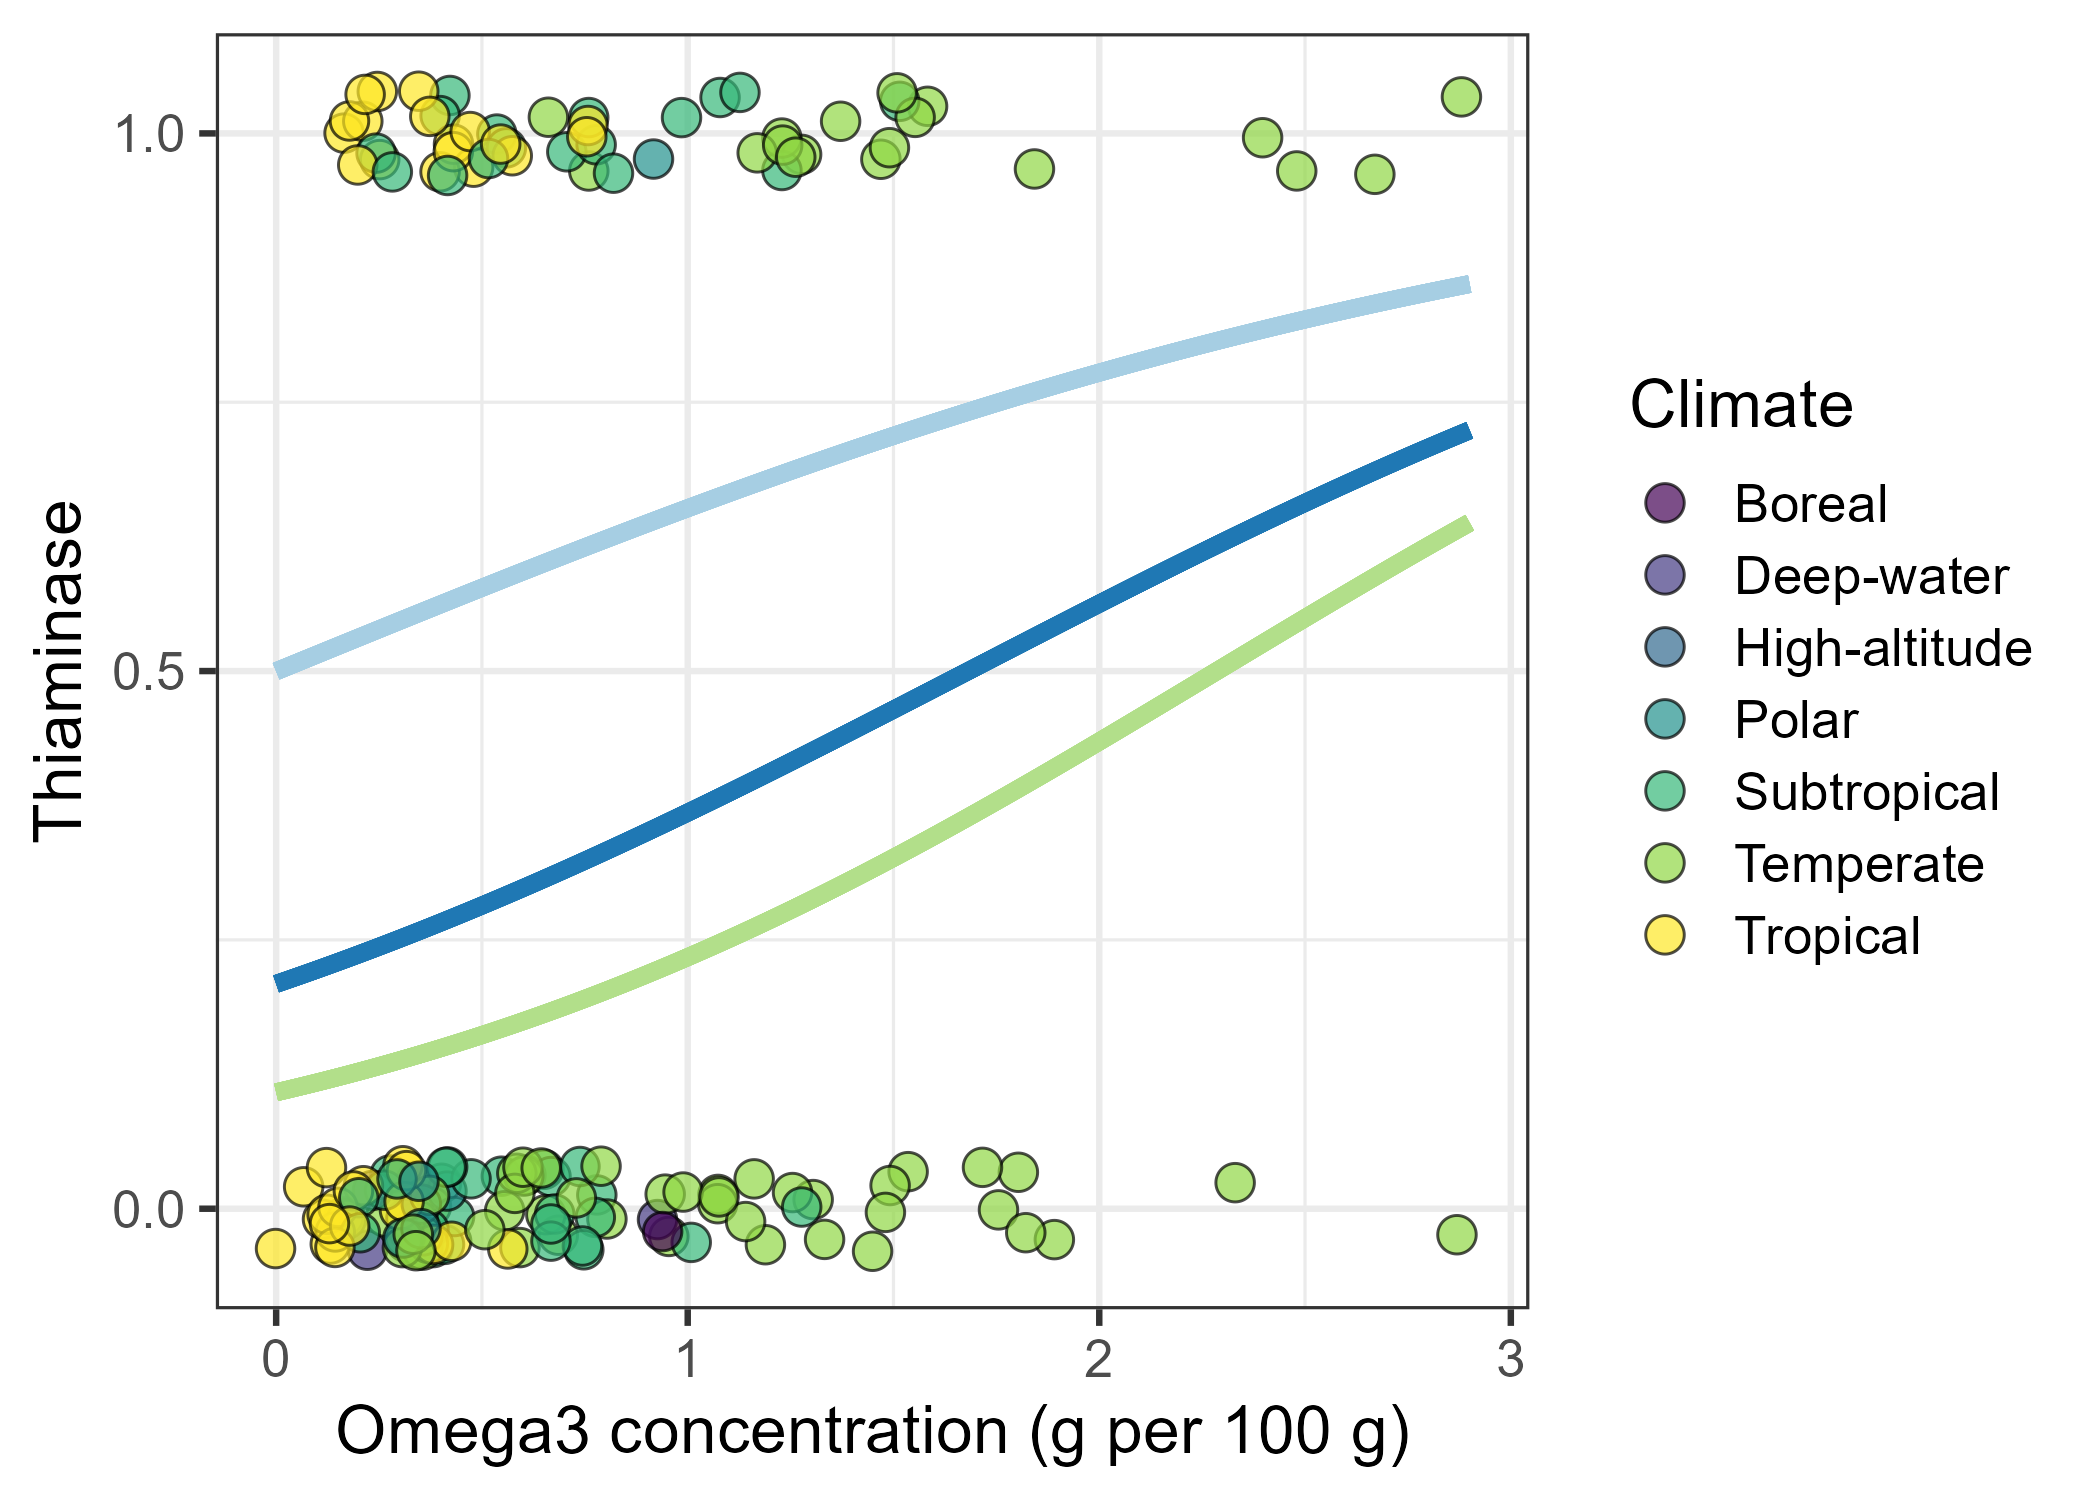 1.0
0.5
0.0
Thiaminase
0 1 2 3
Omega3 concentration (g per 100 g)
Climate
Boreal
Deep-water
High-altitude
Polar
Subtropical
Temperate
Tropical